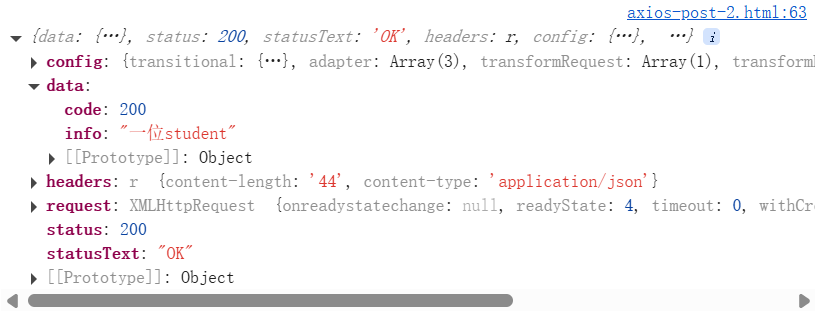 axios-post-2.html:63
{data: {…}, status: 200, statusText: 'OK', headers: r, config: {…}, …} i
config: {transitional: {…}, adapter: Array(3), transformRequest: Array(1), transform
data:
code: 200
info: "一位student"
[[Prototype]]: Object
headers: r {content-length: '44', content-type: 'application/json'}
request: XMLHttpRequest {onreadystatechange: null, readyState: 4, timeout: 0, withCr
status: 200
statusText: "OK"
[[Prototype]]: Object